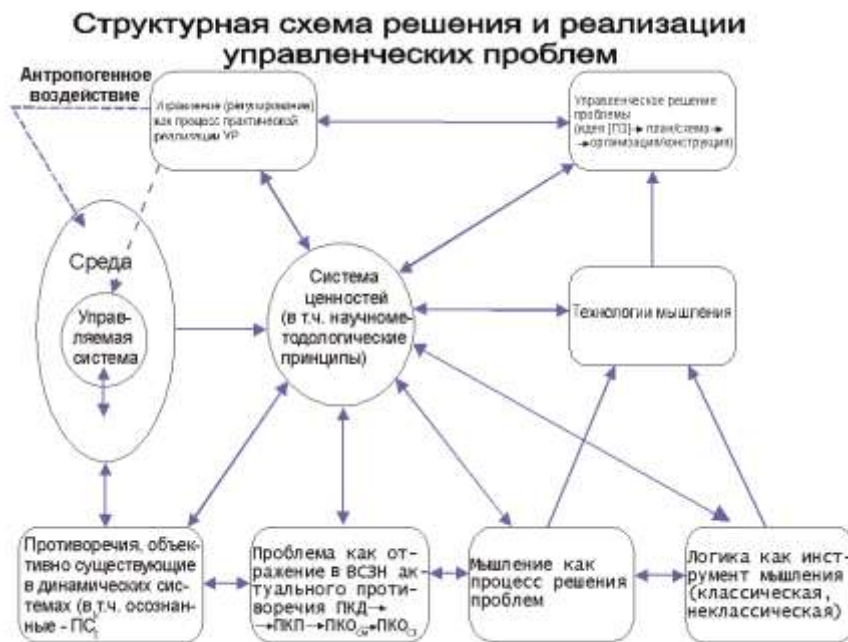 Структурная схема решения и реализации
управленческих проблем
Антропогенное
воздействие
Управление (регулирование)
как процесс практической
реализации УР
Управленческое решение
проблемы
(идея [ПЗ]→ план/схема→
→организация/конструкция)
Среда
Управ-
ляемая
система
Система
ценностей
(в т.ч. научноме-
тодологические
принципы)
Технологии мышления
Противоречия, объек-
тивно существующие
в динамических сис-
темах (в т.ч. осознан-
ные - ПС
Проблема как от-
ражение в ВСЗН ак-
туального проти-
воречия ПКД→
→ПКП→ПКО →ПКО
Мышление как
процесс решения
проблем
Логика как инст-
румент мышления
(классическая,
неклассическая)